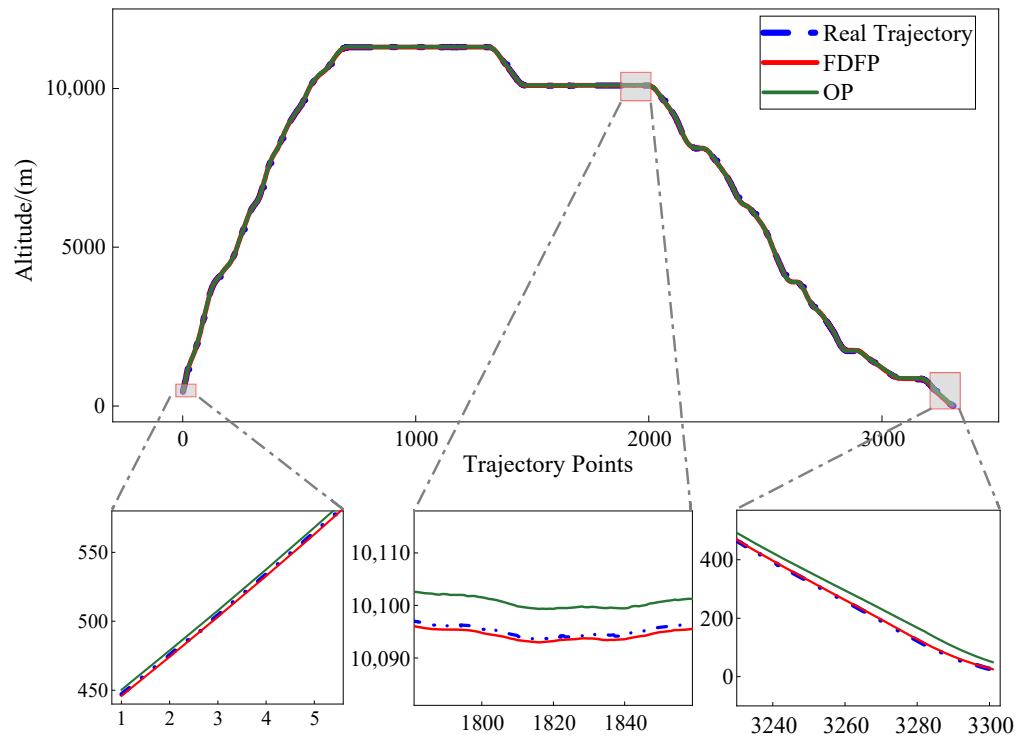 Real Trajectory
FDFP
OP
10,000
5000
0
Altitude/(m)
0 1000 2000 3000
Trajectory Points
550
500
450
1 2 3 4 5
10,110
10,100
10,090
1800 1820 1840
400
200
0
3240 3260 3280 3300